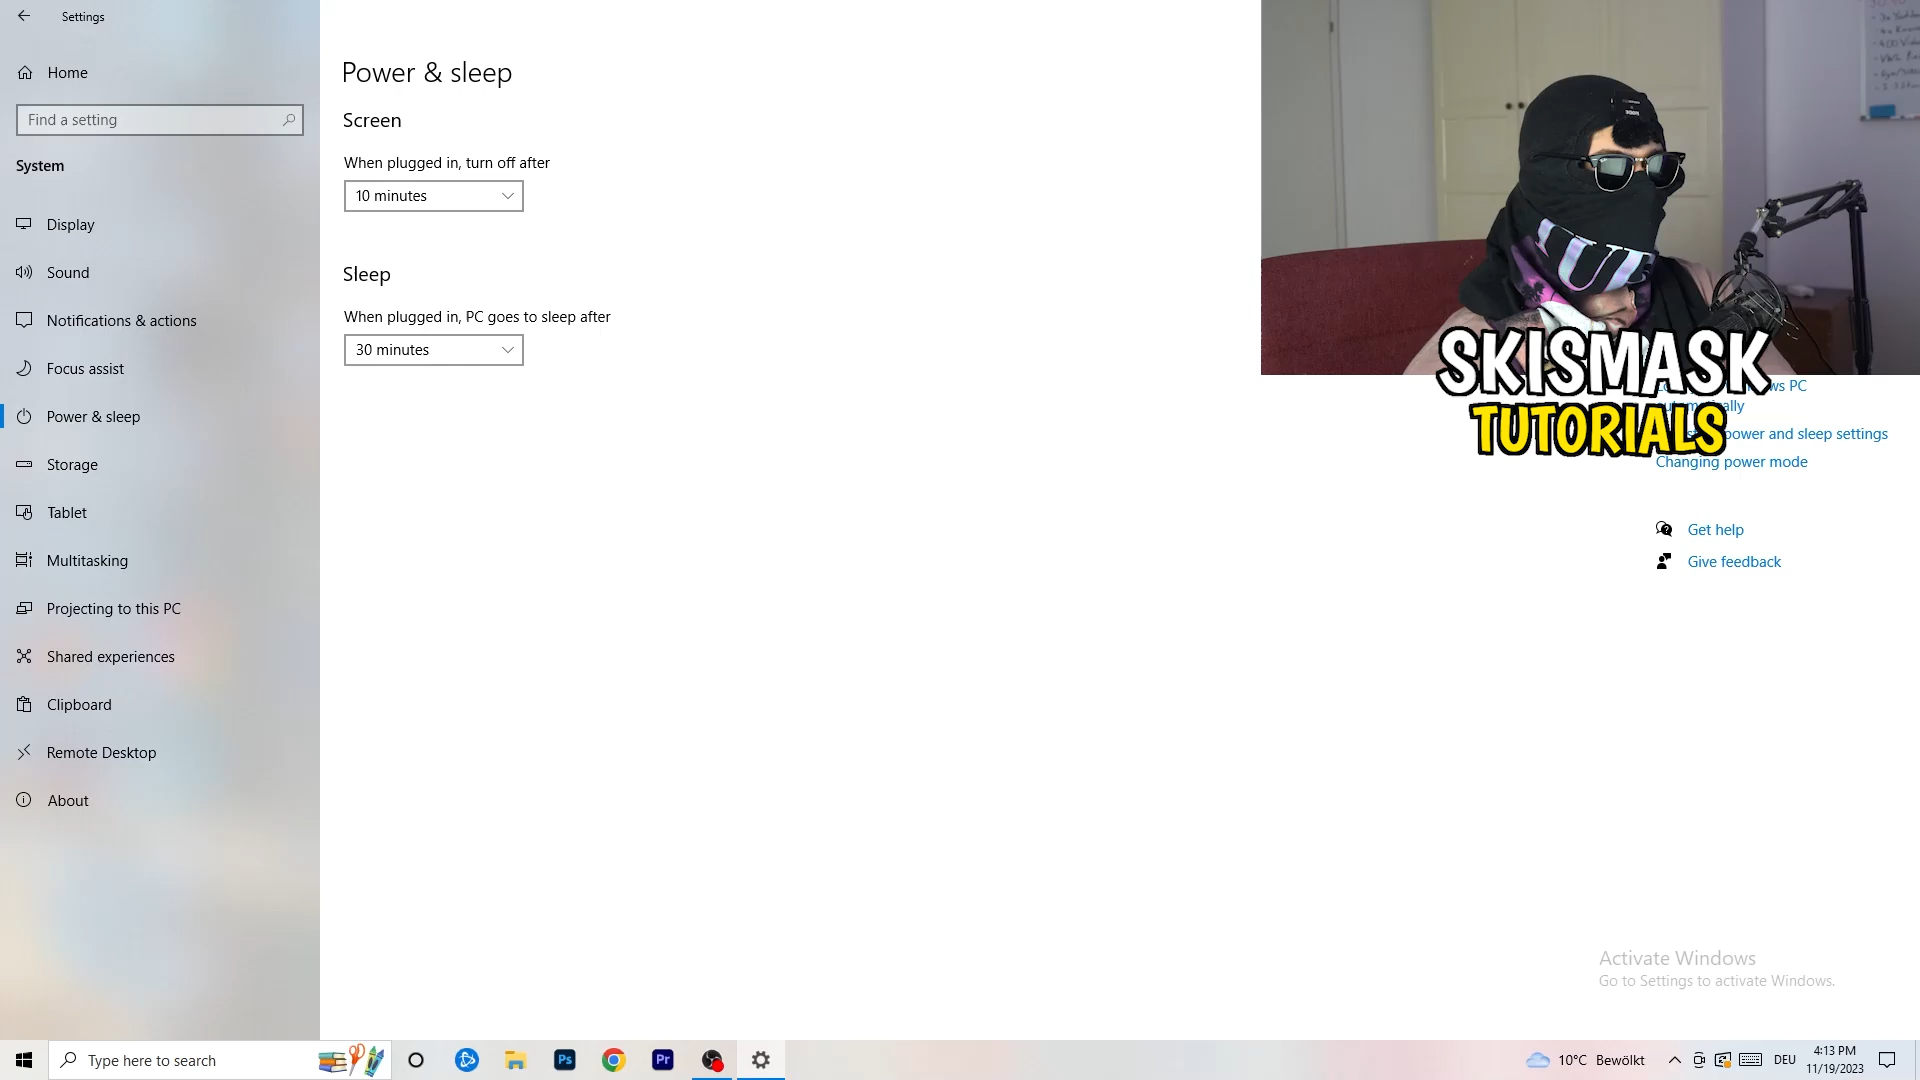 Settings
Home
Find a setting
System
Display
Sound
Notifications & actions
Focus assist
Power & sleep
Storage
Tablet
Multitasking
Projecting to this PC
Shared experiences
Clipboard
Remote Desktop
About
Power & sleep
Screen
When plugged in, turn off after
10 minutes
Sleep
When plugged in, PC goes to sleep after
30 minutes
SKISMASK
TUTORIALS
PC
power and sleep settings
Changing power mode
Get help
Give feedback
Activate Windows
Go to Settings to activate Windows.
Type here to search
Ps
Pr
10°C Bewölkt
DEU
4:13 PM
11/19/2023